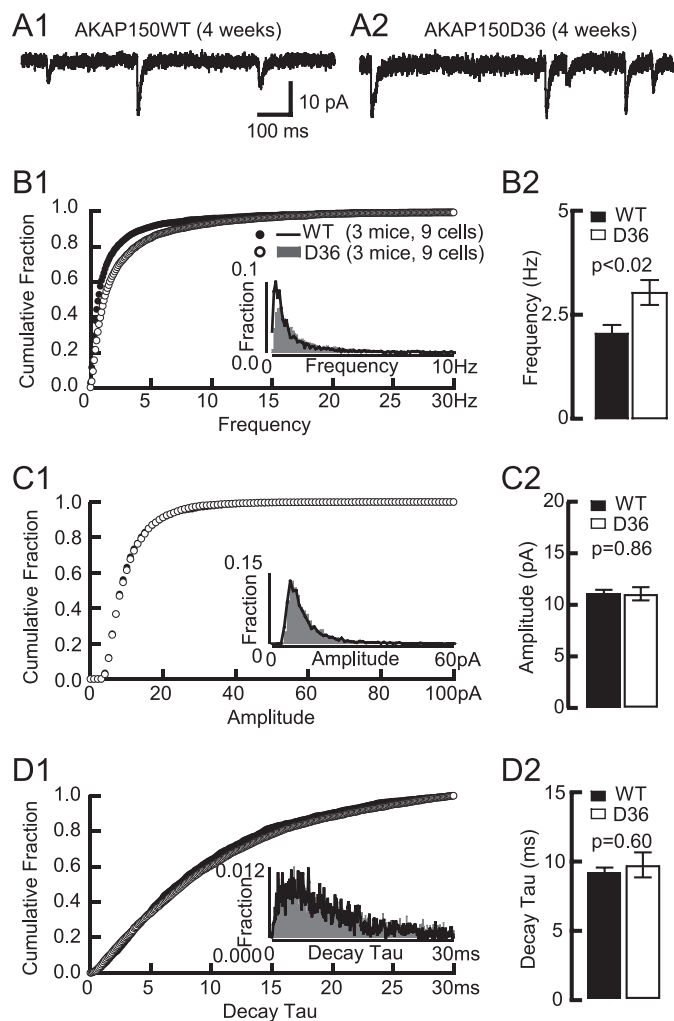 A1 AKAP150WT (4 weeks)
A2 AKAP150D36 (4 weeks)
10 pA
100 ms
B1
1.0
0.8
0.6
0.4
0.2
0.0
Cumulative Fraction
WT (3 mice, 9 cells)
D36 (3 mice, 9 cells)
0.1
Fraction
0.0
0 Frequency 10Hz
0 5 10 15 20 25 30Hz
Frequency
B2
5
2.5
0
Frequency (Hz)
WT
D36
p<0.02
C1
1.0
0.8
0.6
0.4
0.2
0.0
Cumulative Fraction
0.15
Fraction
0
0 Amplitude 60pA
0 20 40 60 80 100pA
Amplitude
C2
20
15
10
5
0
Amplitude (pA)
WT
D36
p=0.86
D1
1.0
0.8
0.6
0.4
0.2
0.0
Cumulative Fraction
0.012
Fraction
0.000
0 Decay Tau 30ms
0 5 10 15 20 25 30ms
Decay Tau
D2
15
10
5
0
Decay Tau (ms)
WT
D36
p=0.60